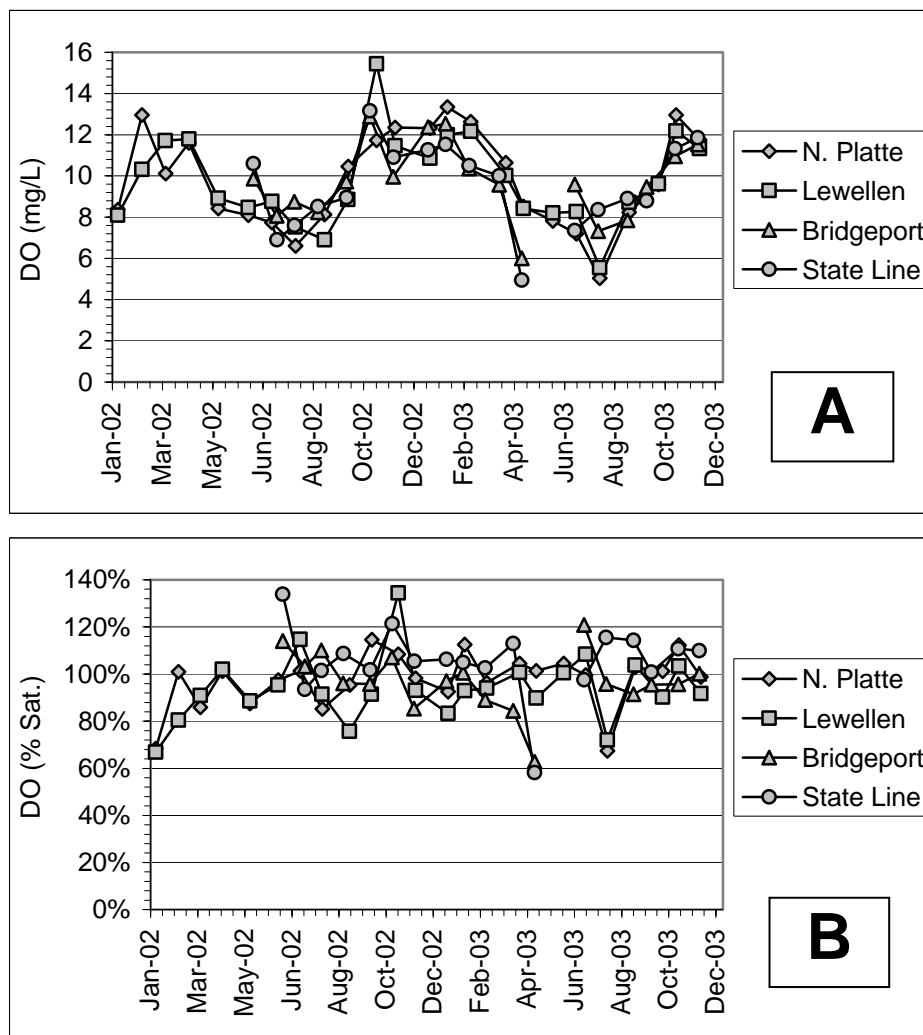 16
14
12
10
8
6
4
2
0
DO (mg/L)
Jan-02
Mar-02
May-02
Jun-02
Aug-02
Oct-02
Dec-02
Feb-03
Apr-03
Jun-03
Aug-03
Oct-03
Dec-03
N. Platte
Lewellen
Bridgeport
State Line
A
140%
120%
100%
80%
60%
40%
20%
0%
DO (% Sat.)
Jan-02
Mar-02
May-02
Jun-02
Aug-02
Oct-02
Dec-02
Feb-03
Apr-03
Jun-03
Aug-03
Oct-03
Dec-03
N. Platte
Lewellen
Bridgeport
State Line
B